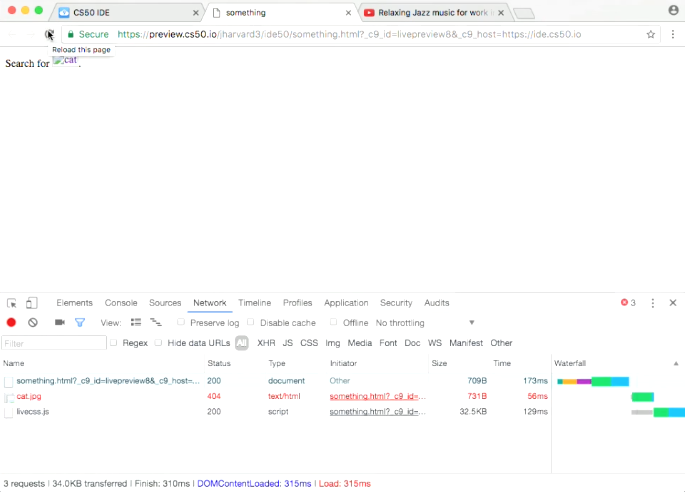 CS50 IDE × something × Relaxing Jazz music for work ×
Secure https://preview.cs50.io/jharvard3/ide50/something.html?_c9_id=livepreview8&_c9_host=https://ide.cs50.io
Reload this page
Search for cat.
Elements Console Sources Network Timeline Profiles Application Security Audits 3
View: Preserve log Disable cache Offline No throttling
Filter Regex Hide data URLs All XHR JS CSS Img Media Font Doc WS Manifest Other
Name Status Type Initiator Size Time Waterfall
something.html?_c9_id=livepreview8&_c9_host=... 200 document Other 709B 173ms
cat.jpg 404 text/html something.html?_c9_id=... 731B 56ms
livecss.js 200 script something.html?_c9_id=... 32.5KB 129ms
3 requests | 34.0KB transferred | Finish: 310ms | DOMContentLoaded: 315ms | Load: 315ms